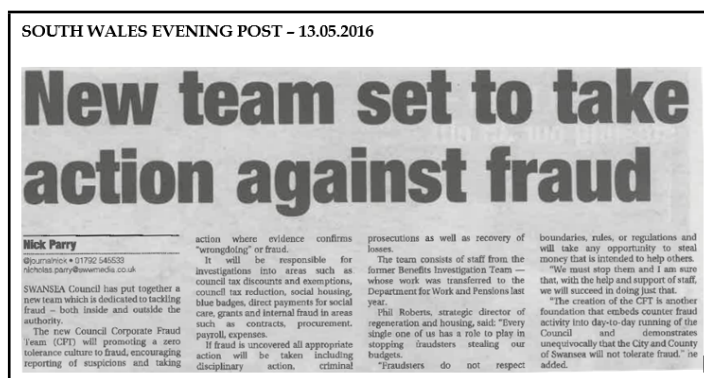 SOUTH WALES EVENING POST – 13.05.2016
New team set to take
action against fraud
Nick Parry
@journalnick • 01792 545533
nicholas.parry@swwmedia.co.uk
SWANSEA Council has put together a
new team which is dedicated to tackling
fraud – both inside and outside the
authority.
The new Council Corporate Fraud
Team (CFT) will promoting a zero
tolerance culture to fraud, encouraging
reporting of suspicions and taking
action where evidence confirms
"wrongdoing" or fraud.
It will be responsible for
investigations into areas such as
council tax discounts and exemptions,
council tax reduction, social housing,
blue badges, direct payments for social
care, grants and internal fraud in areas
such as contracts, procurement,
payroll, expenses.
If fraud is uncovered all appropriate
action will be taken including
disciplinary action, criminal
prosecutions as well as recovery of
losses.
The team consists of staff from the
former Benefits Investigation Team —
whose work was transferred to the
Department for Work and Pensions last
year.
Phil Roberts, strategic director of
regeneration and housing, said: "Every
single one of us has a role to play in
stopping fraudsters stealing our
budgets.
"Fraudsters do not respect
boundaries, rules, or regulations and
will take any opportunity to steal
money that is intended to help others.
"We must stop them and I am sure
that, with the help and support of staff,
we will succeed in doing just that.
"The creation of the CFT is another
foundation that embeds counter fraud
activity into day-to-day running of the
Council and demonstrates
unequivocally that the City and County
of Swansea will not tolerate fraud." he
added.